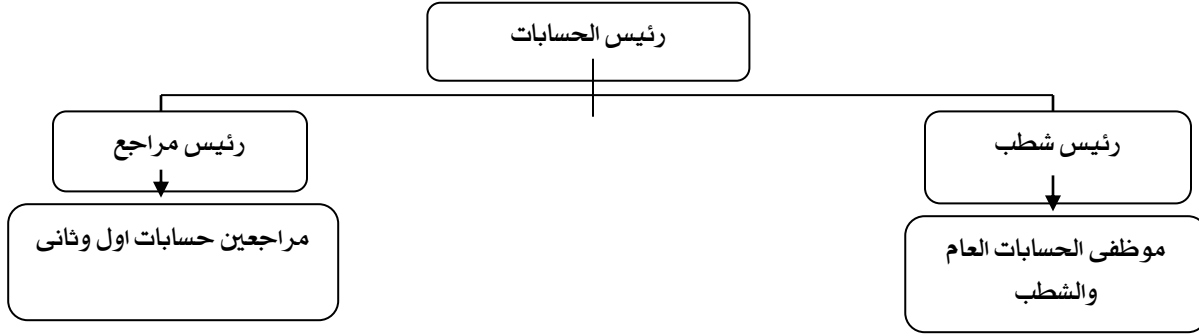 رئيس الحسابات
رئيس شطب
رئيس مراجع
موظفى الحسابات العام
والشطب
مراجعين حسابات اول وثانى